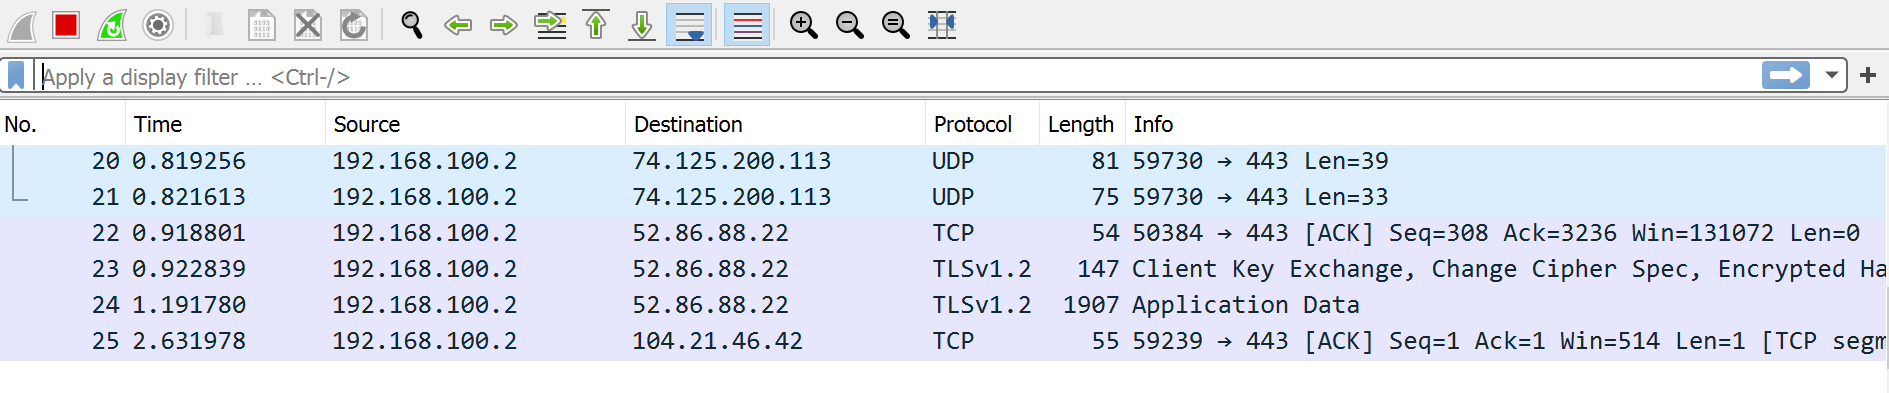 Apply a display filter ... <Ctrl-/>
No. Time Source Destination Protocol Length Info
20 0.819256 192.168.100.2 74.125.200.113 UDP 81 59730 → 443 Len=39
21 0.821613 192.168.100.2 74.125.200.113 UDP 75 59730 → 443 Len=33
22 0.918801 192.168.100.2 52.86.88.22 TCP 54 50384 → 443 [ACK] Seq=308 Ack=3236 Win=131072 Len=0
23 0.922839 192.168.100.2 52.86.88.22 TLSv1.2 147 Client Key Exchange, Change Cipher Spec, Encrypted Ha
24 1.191780 192.168.100.2 52.86.88.22 TLSv1.2 1907 Application Data
25 2.631978 192.168.100.2 104.21.46.42 TCP 55 59239 → 443 [ACK] Seq=1 Ack=1 Win=514 Len=1 [TCP segm